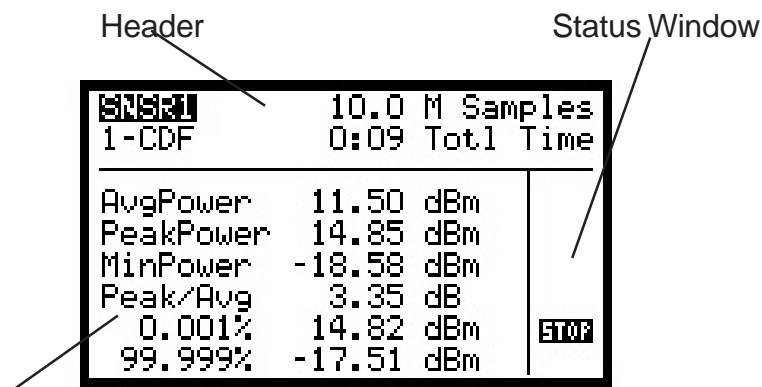 Header Status Window
SNSR1 10.0 M Samples
1-CDF 0:09 Totl Time
AvgPower 11.50 dBm
PeakPower 14.85 dBm
MinPower -18.58 dBm
Peak/Avg 3.35 dB
0.001% 14.82 dBm STOP
99.999% -17.51 dBm